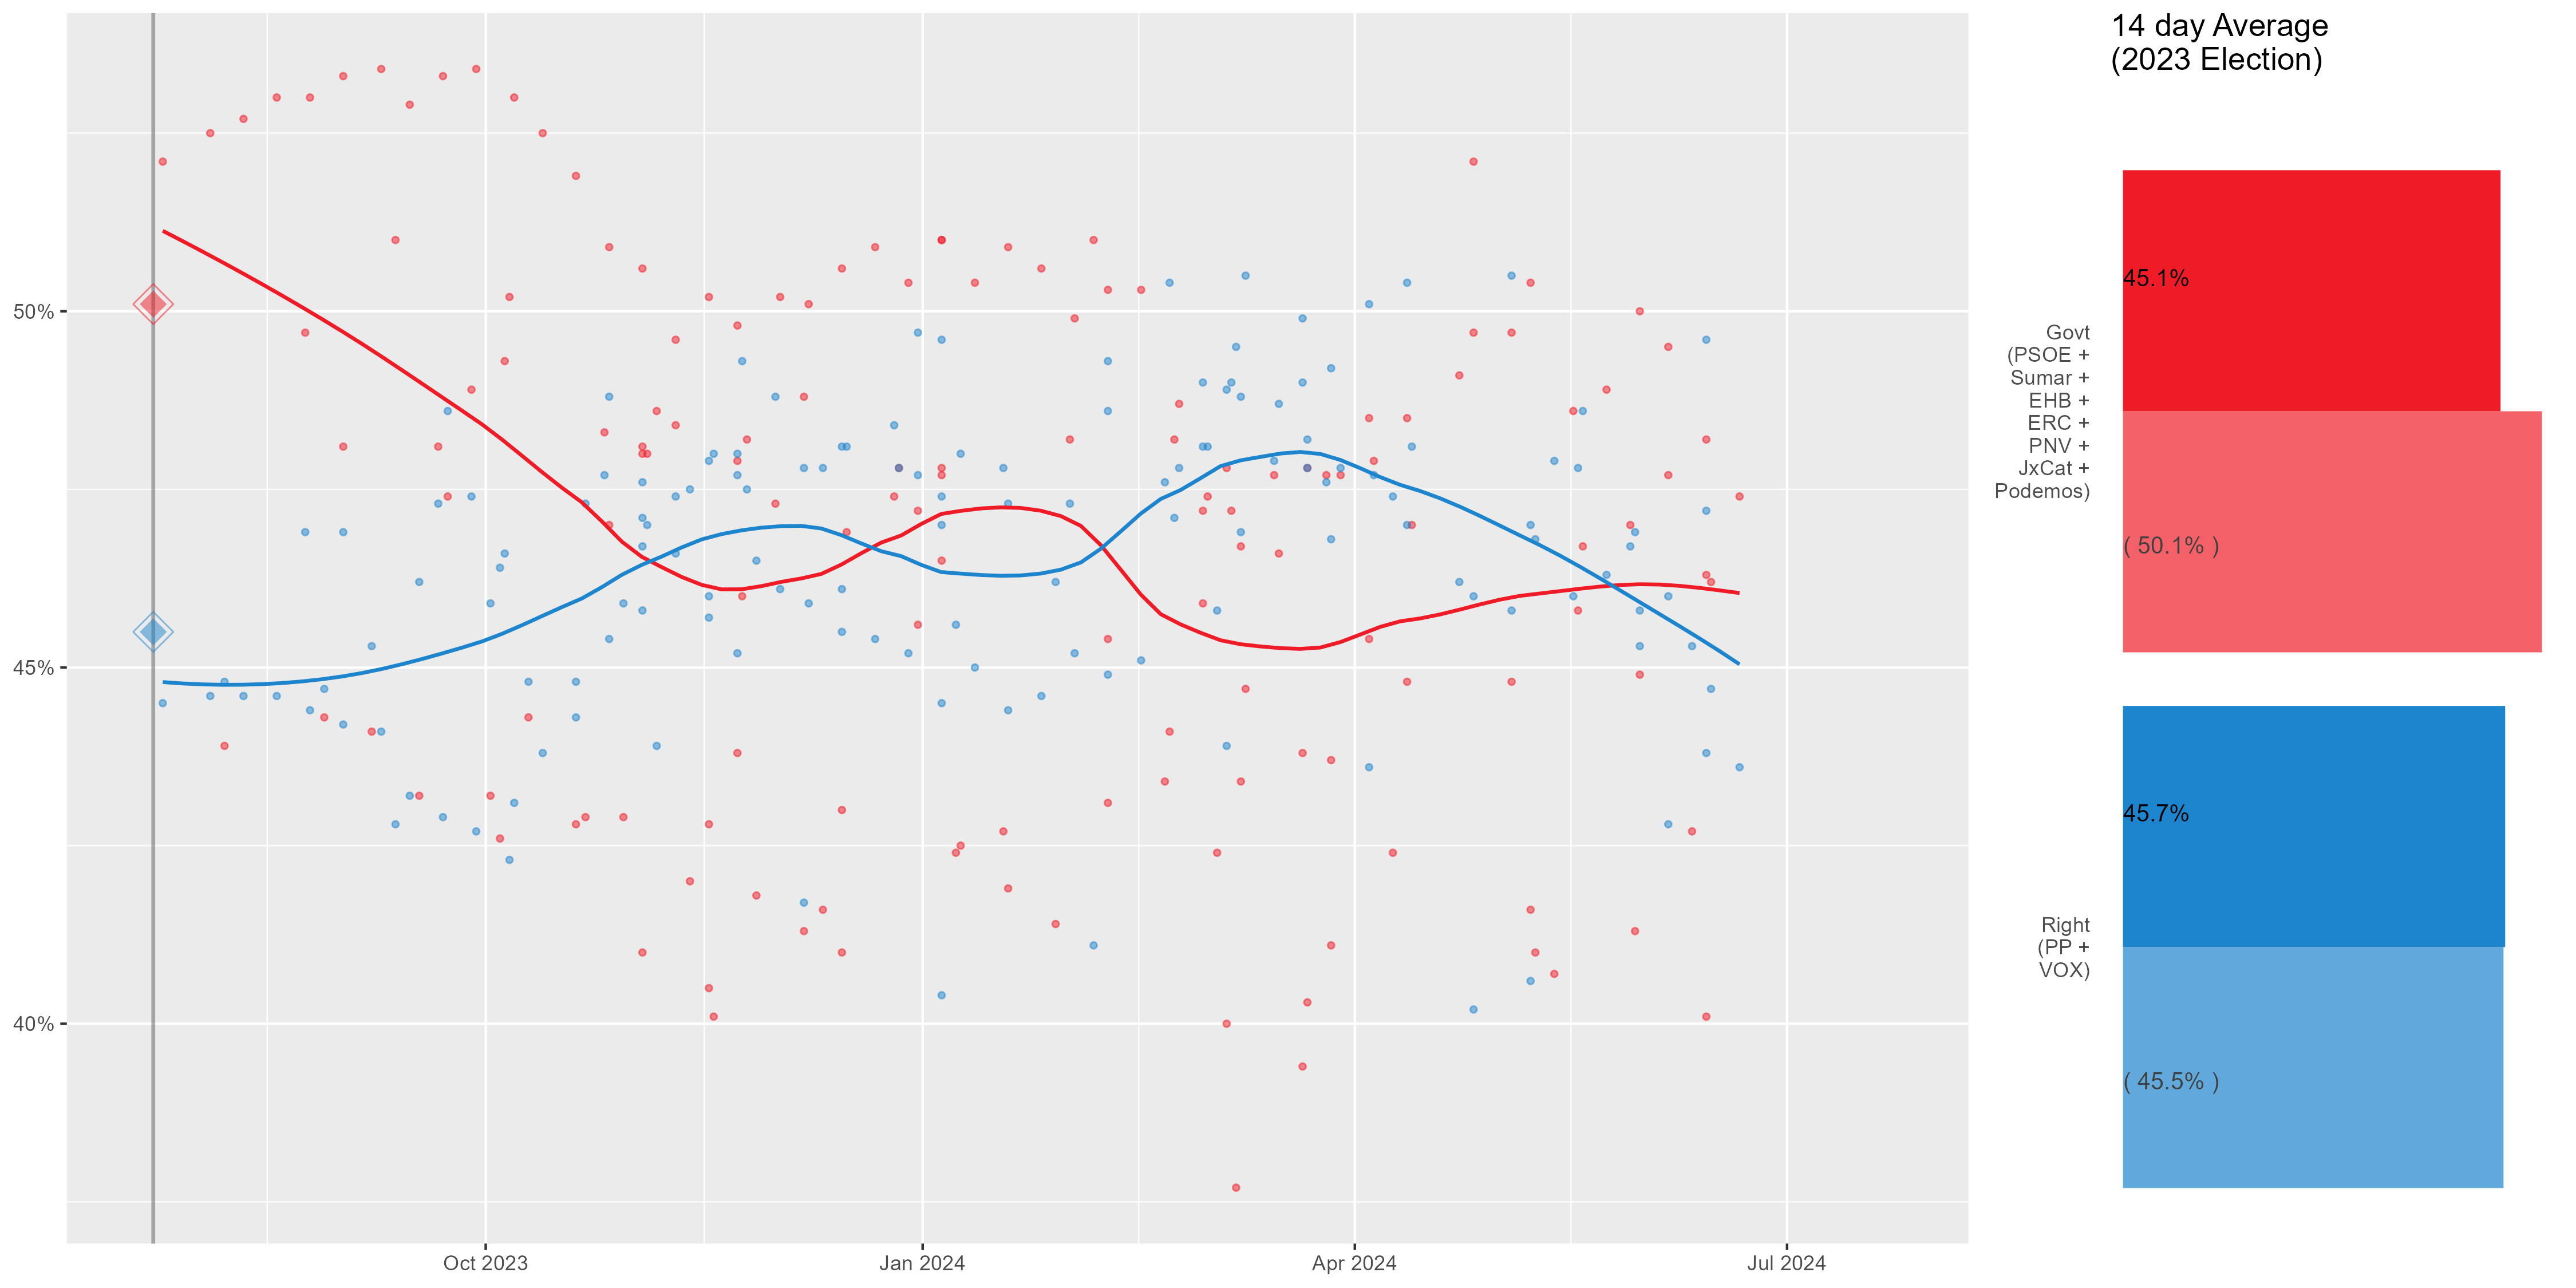 14 day Average
(2023 Election)
50%
45%
40%
Oct 2023
Jan 2024
Apr 2024
Jul 2024
Govt
(PSOE +
Sumar +
EHB +
ERC +
PNV +
JxCat +
Podemos)
45.1%
( 50.1% )
Right
(PP +
VOX)
45.7%
( 45.5% )